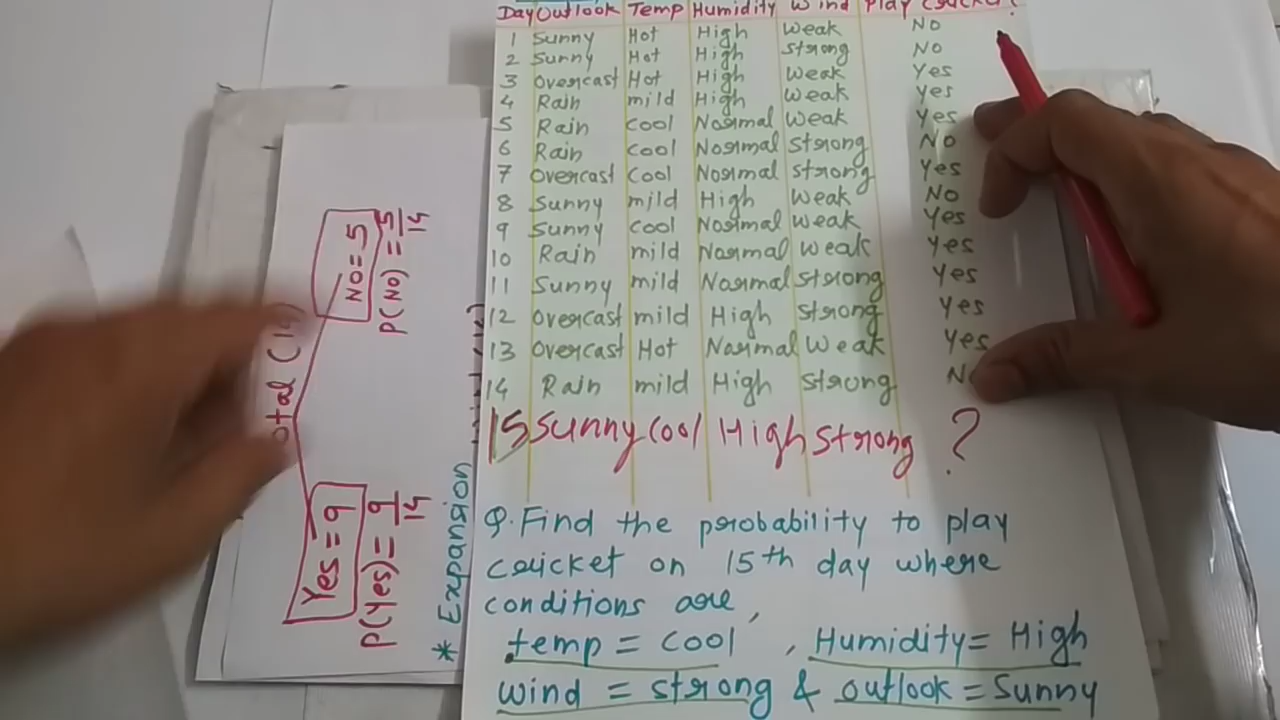 Day Outlook Temp Humidity Wind Play Cricket?
1 Sunny Hot High Weak No
2 Sunny Hot High Strong No
3 Overcast Hot High Weak Yes
4 Rain mild High Weak Yes
5 Rain Cool Normal Weak Yes
6 Rain Cool Normal Strong No
7 Overcast Cool Normal Strong Yes
8 Sunny mild High Weak No
9 Sunny Cool Normal Weak Yes
10 Rain mild Normal Weak Yes
11 Sunny mild Normal Strong Yes
12 Overcast mild High Strong Yes
13 Overcast Hot Normal Weak Yes
14 Rain mild High Strong
15 Sunny Cool High Strong ?
Q. Find the probability to play
cricket on 15th day where
conditions are,
temp = Cool , Humidity = High
wind = strong & outlook = Sunny
(14)
Yes = 9
P(Yes) = 9/14
NO = 5
P(NO) = 5/14
* Expansion